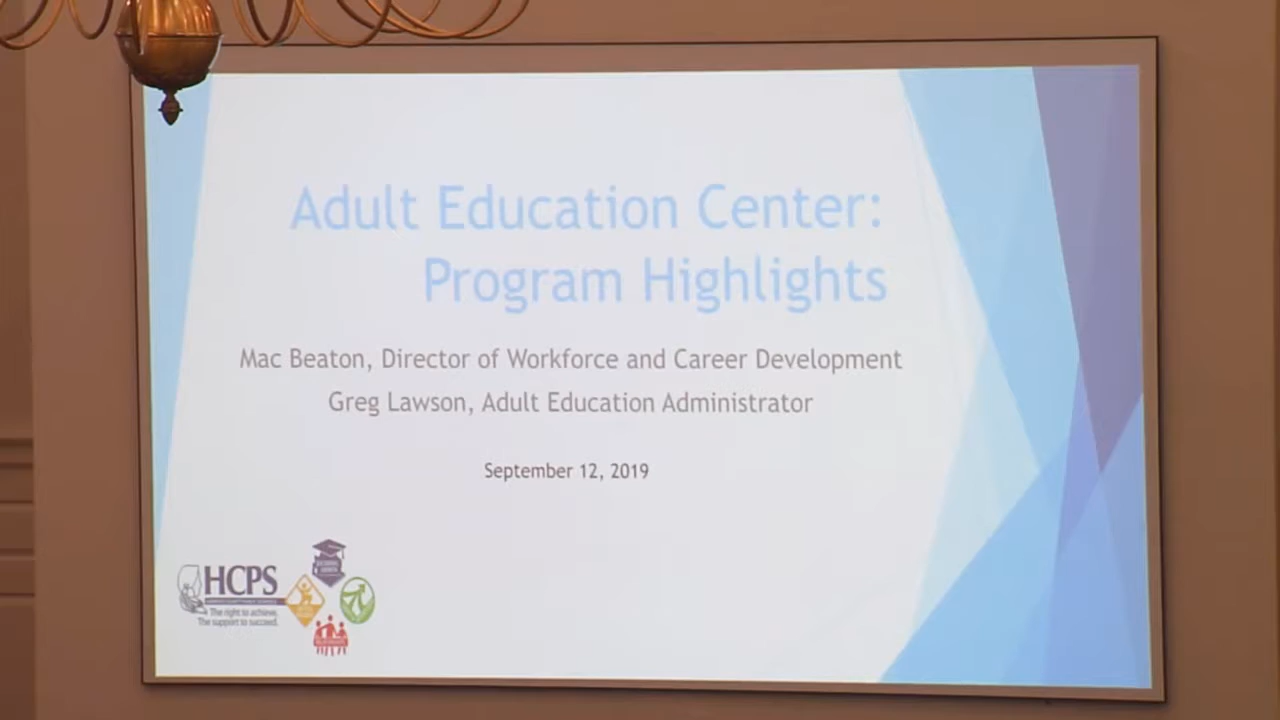 Adult Education Center:
Program Highlights
Mac Beaton, Director of Workforce and Career Development
Greg Lawson, Adult Education Administrator
September 12, 2019
HCPS
The right to achieve.
The support to succeed.